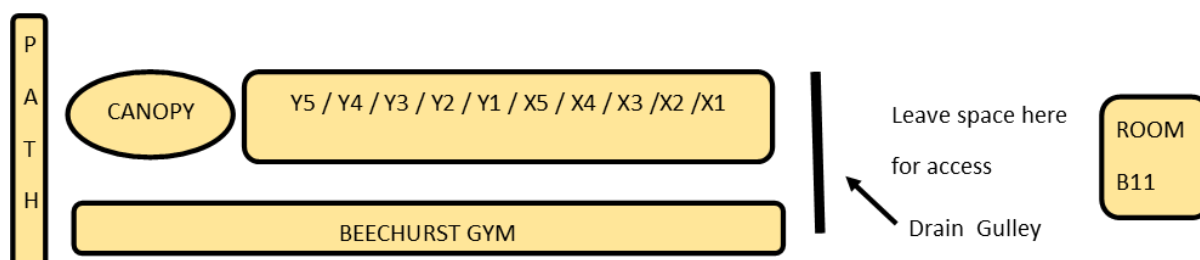 P
A
T
H
CANOPY
Y5 / Y4 / Y3 / Y2 / Y1 / X5 / X4 / X3 /X2 /X1
BEECHURST GYM
Leave space here
for access
Drain Gulley
ROOM
B11